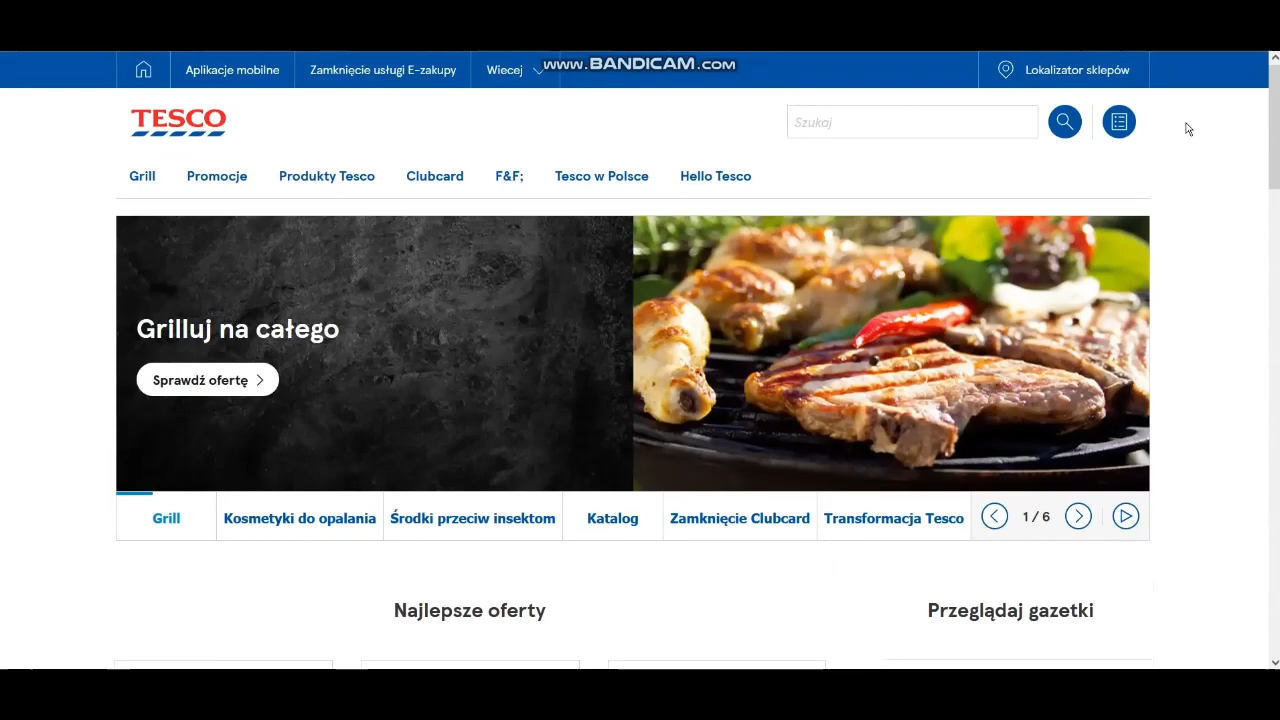 www.BANDICAM.com
Aplikacje mobilne
Zamknięcie usługi E-zakupy
Wiecej
Lokalizator sklepów
TESCO
Szukaj
Grill
Promocje
Produkty Tesco
Clubcard
F&F;
Tesco w Polsce
Hello Tesco
Grilluj na całego
Sprawdź ofertę
Grill
Kosmetyki do opalania
Środki przeciw insektom
Katalog
Zamknięcie Clubcard
Transformacja Tesco
1 / 6
Najlepsze oferty
Przeglądaj gazetki